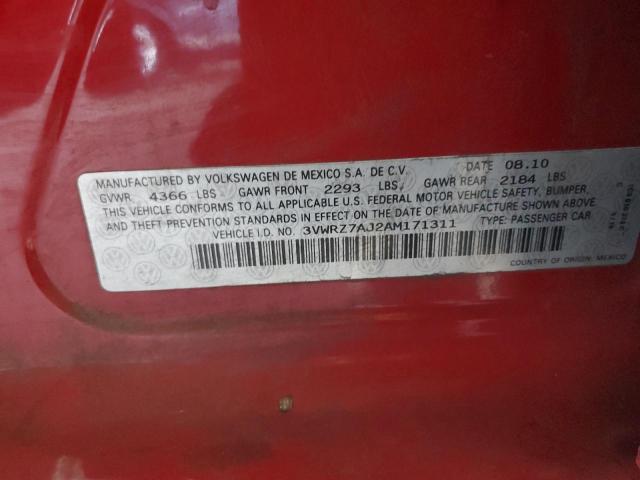 MANUFACTURED BY VOLKSWAGEN DE MEXICO S.A. DE C.V. DATE 08.10
GVWR 4366 LBS GAWR FRONT 2293 LBS. GAWR REAR 2184 LBS
THIS VEHICLE CONFORMS TO ALL APPLICABLE U.S. FEDERAL MOTOR VEHICLE SAFETY, BUMPER,
AND THEFT PREVENTION STANDARDS IN EFFECT ON THE DATE OF MANUFACTURE SHOWN ABOVE.
VEHICLE I.D. NO. 3VWRZ7AJ2AM171311 TYPE: PASSENGER CAR
COUNTRY OF ORIGIN: MEXICO